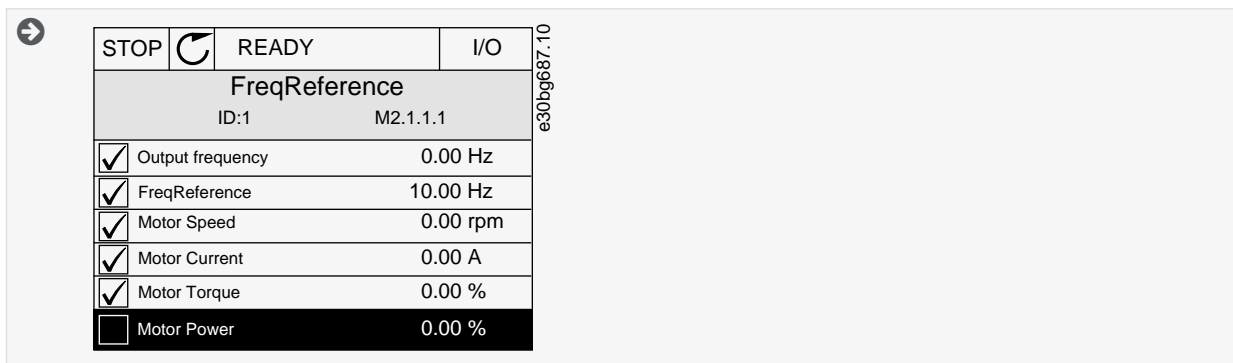 STOP READY I/O
FreqReference
ID:1 M2.1.1.1
Output frequency 0.00 Hz
FreqReference 10.00 Hz
Motor Speed 0.00 rpm
Motor Current 0.00 A
Motor Torque 0.00 %
Motor Power 0.00 %
e30bg687.10